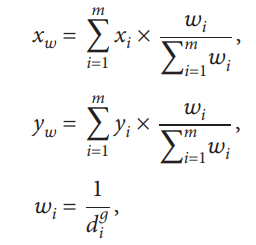 x_w = \sum_{i=1}^{m} x_i \times \frac{w_i}{\sum_{i=1}^{m} w_i},
y_w = \sum_{i=1}^{m} y_i \times \frac{w_i}{\sum_{i=1}^{m} w_i},
w_i = \frac{1}{d_i^g},